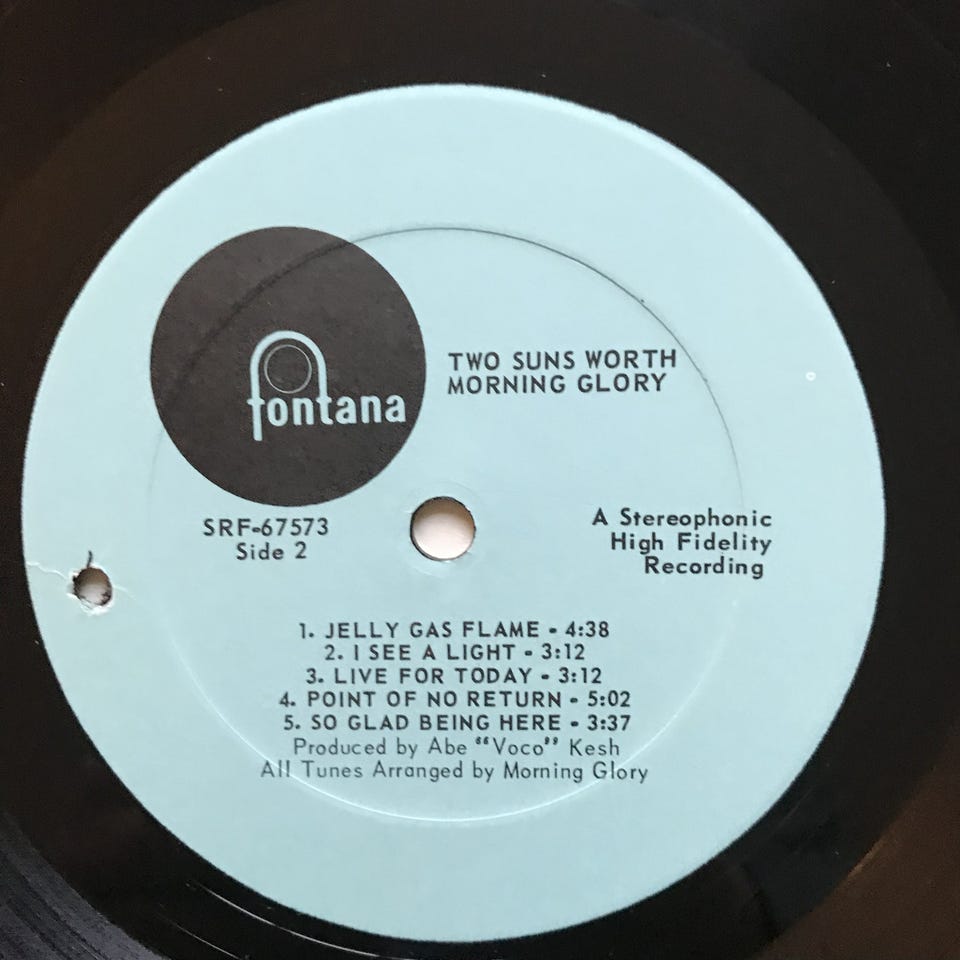 fontana
TWO SUNS WORTH
MORNING GLORY
SRF-67573
Side 2
A Stereophonic
High Fidelity
Recording
1. JELLY GAS FLAME - 4:38
2. I SEE A LIGHT - 3:12
3. LIVE FOR TODAY - 3:12
4. POINT OF NO RETURN - 5:02
5. SO GLAD BEING HERE - 3:37
Produced by Abe "Voco" Kesh
All Tunes Arranged by Morning Glory